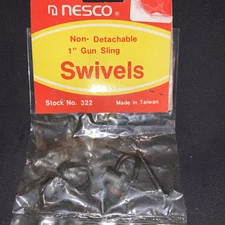 NESCO
Non- Detachable
1" Gun Sling
Swivels
Stock No. 322 Made in Taiwan